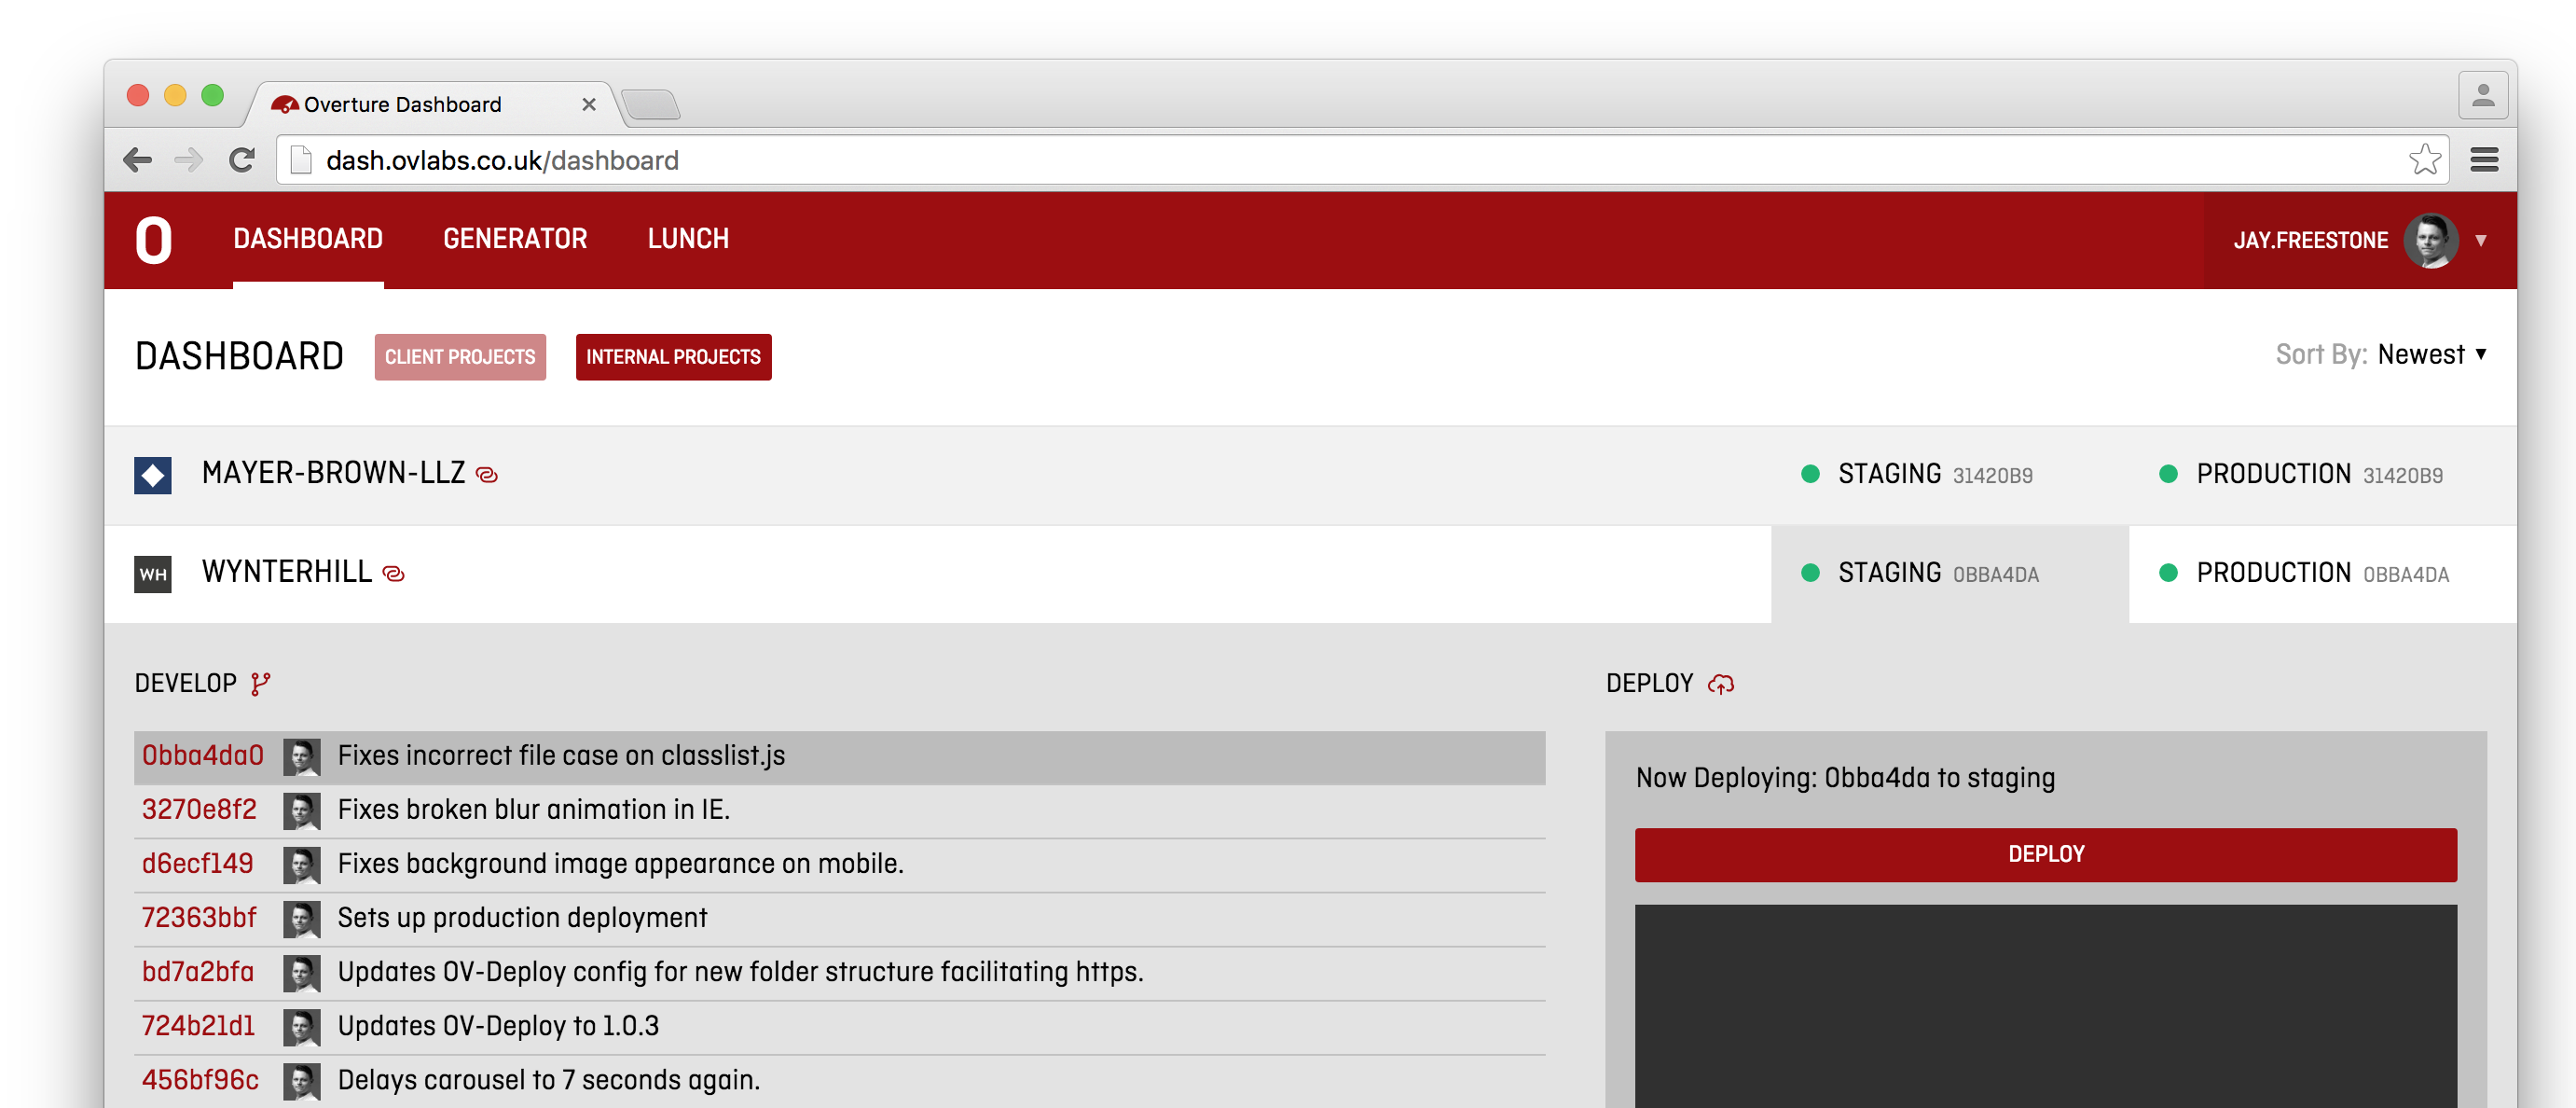 Overture Dashboard
dash.ovlabs.co.uk/dashboard
O DASHBOARD GENERATOR LUNCH JAY.FREESTONE
DASHBOARD CLIENT PROJECTS INTERNAL PROJECTS Sort By: Newest
MAYER-BROWN-LLZ STAGING 31420B9 PRODUCTION 31420B9
WH WYNTERHILL STAGING 0BBA4DA PRODUCTION 0BBA4DA
DEVELOP
0bba4da0 Fixes incorrect file case on classlist.js
3270e8f2 Fixes broken blur animation in IE.
d6ecf149 Fixes background image appearance on mobile.
72363bbf Sets up production deployment
bd7a2bfa Updates OV-Deploy config for new folder structure facilitating https.
724b21d1 Updates OV-Deploy to 1.0.3
456bf96c Delays carousel to 7 seconds again.
DEPLOY
Now Deploying: 0bba4da to staging
DEPLOY